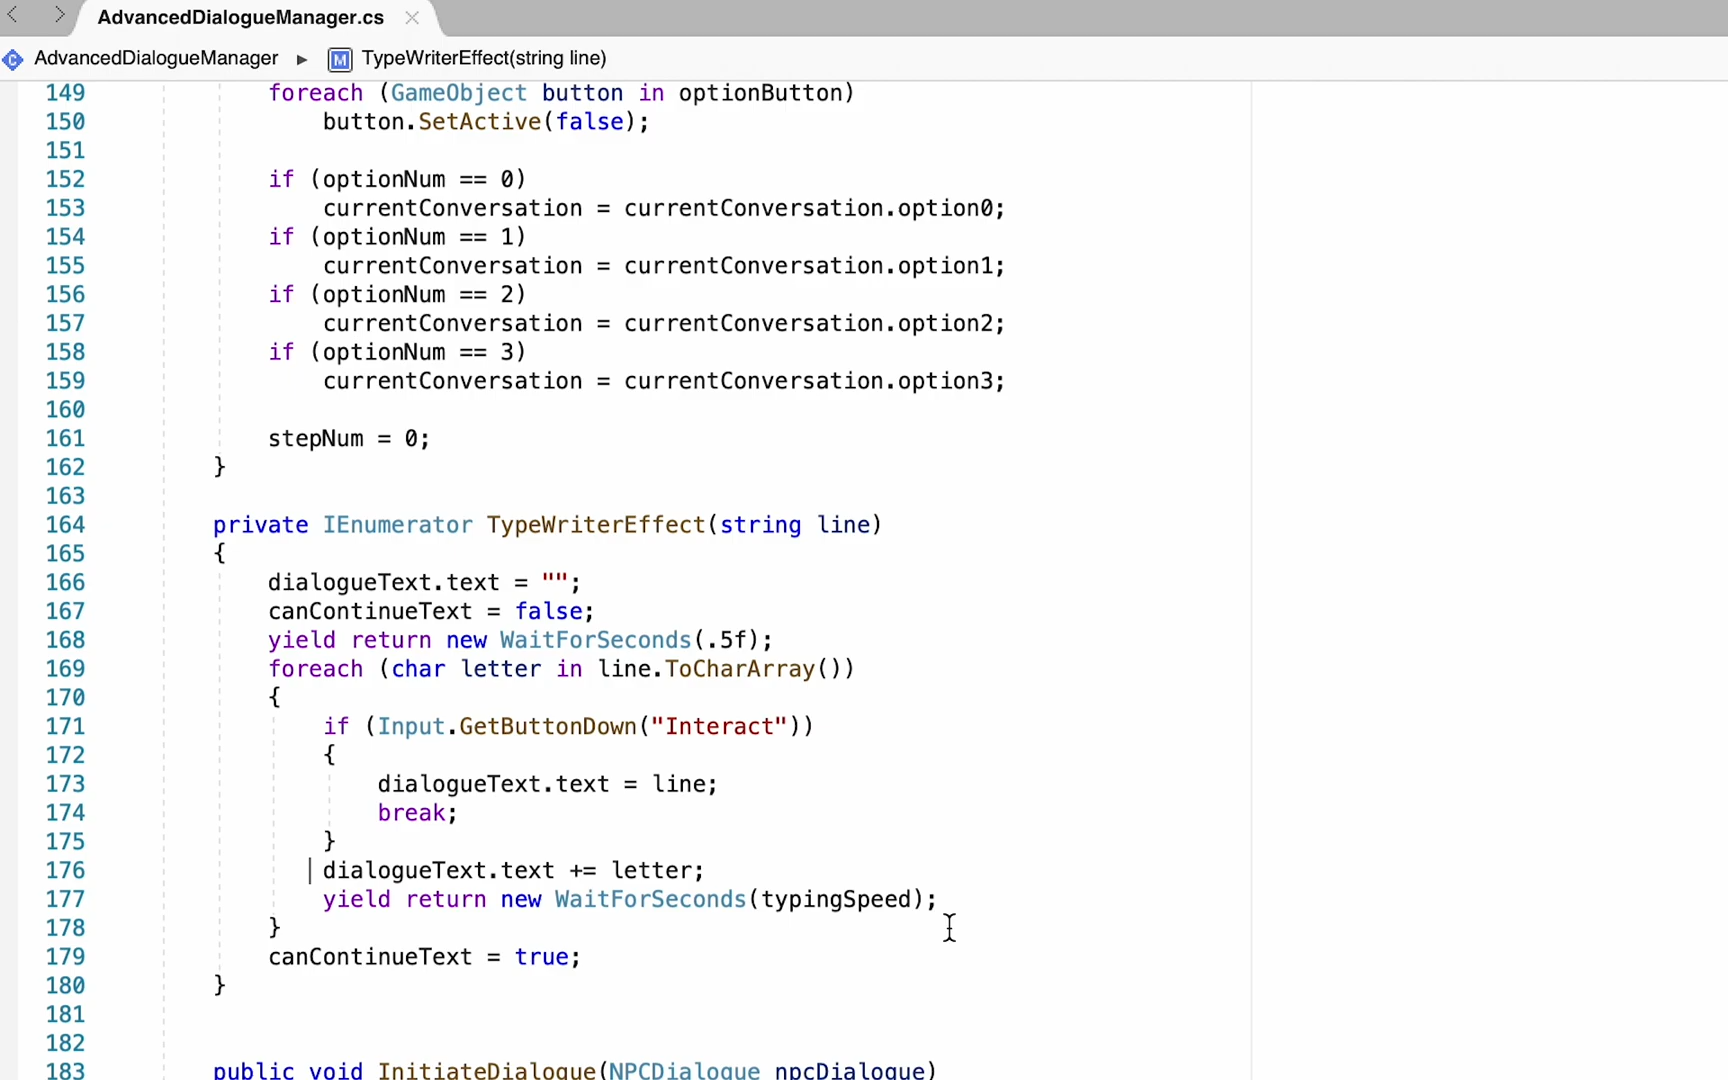 AdvancedDialogueManager.cs
AdvancedDialogueManager ▸ M TypeWriterEffect(string line)
149 foreach (GameObject button in optionButton)
150 button.SetActive(false);
151
152 if (optionNum == 0)
153 currentConversation = currentConversation.option0;
154 if (optionNum == 1)
155 currentConversation = currentConversation.option1;
156 if (optionNum == 2)
157 currentConversation = currentConversation.option2;
158 if (optionNum == 3)
159 currentConversation = currentConversation.option3;
160
161 stepNum = 0;
162 }
163
164 private IEnumerator TypeWriterEffect(string line)
165 {
166 dialogueText.text = "";
167 canContinueText = false;
168 yield return new WaitForSeconds(.5f);
169 foreach (char letter in line.ToCharArray())
170 {
171 if (Input.GetButtonDown("Interact"))
172 {
173 dialogueText.text = line;
174 break;
175 }
176 dialogueText.text += letter;
177 yield return new WaitForSeconds(typingSpeed);
178 }
179 canContinueText = true;
180 }
181
182
183 public void InitiateDialogue(NPCDialogue npcDialogue)